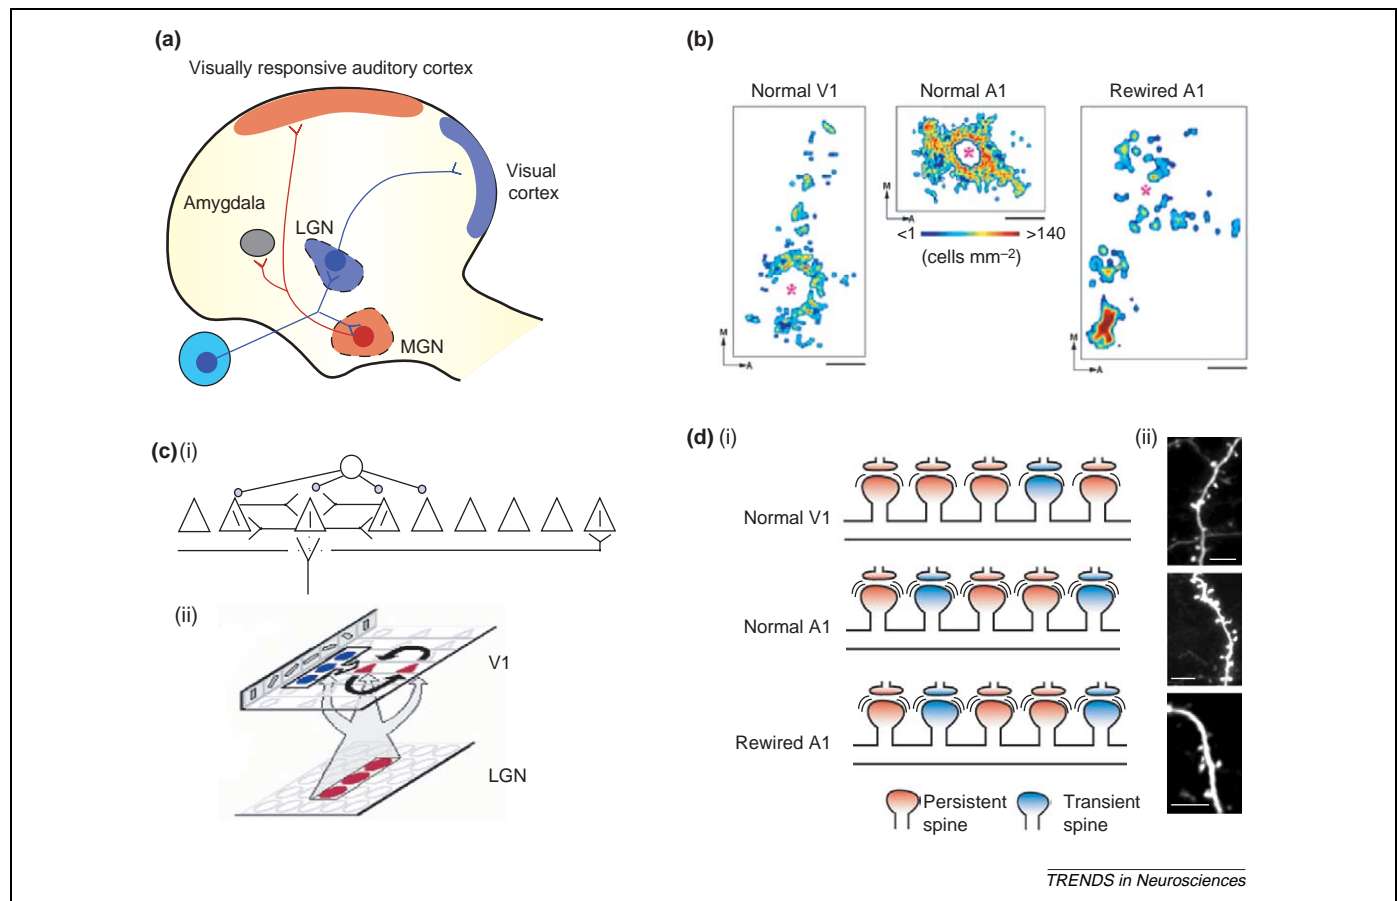 (a)
Visually responsive auditory cortex
Visual
cortex
Amygdala
LGN
MGN
(b)
Normal V1
Normal A1
Rewired A1
M
A
M
A
M
A
<1
>140
(cells mm⁻²)
*
*
*
(c) (i)
(ii)
V1
LGN
(d) (i)
(ii)
Normal V1
Normal A1
Rewired A1
Persistent
spine
Transient
spine
TRENDS in Neurosciences